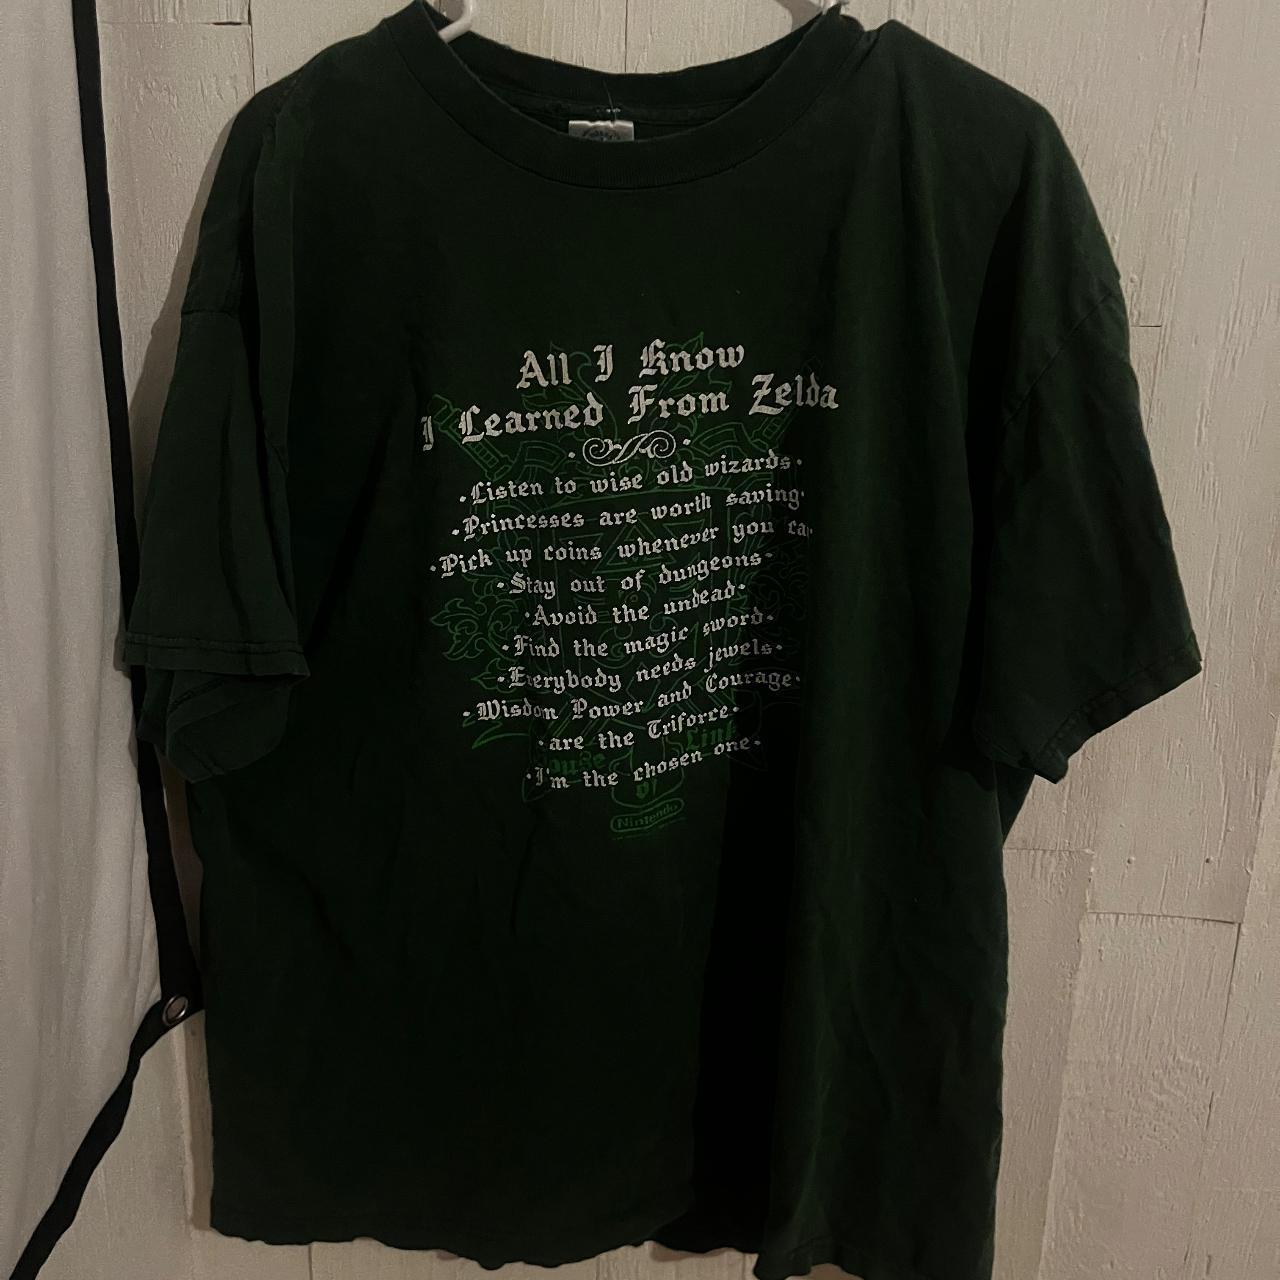 All I Know
I Learned From Zelda
•Listen to wise old wizards•
•Princesses are worth saving•
•Pick up coins whenever you
•Stay out of dungeons•
•Avoid the undead•
•Find the magic sword•
•Everybody needs jewels•
•Wisdom Power and Courage•
•are the Triforce•
Link
•I'm the chosen one•
Nintendo